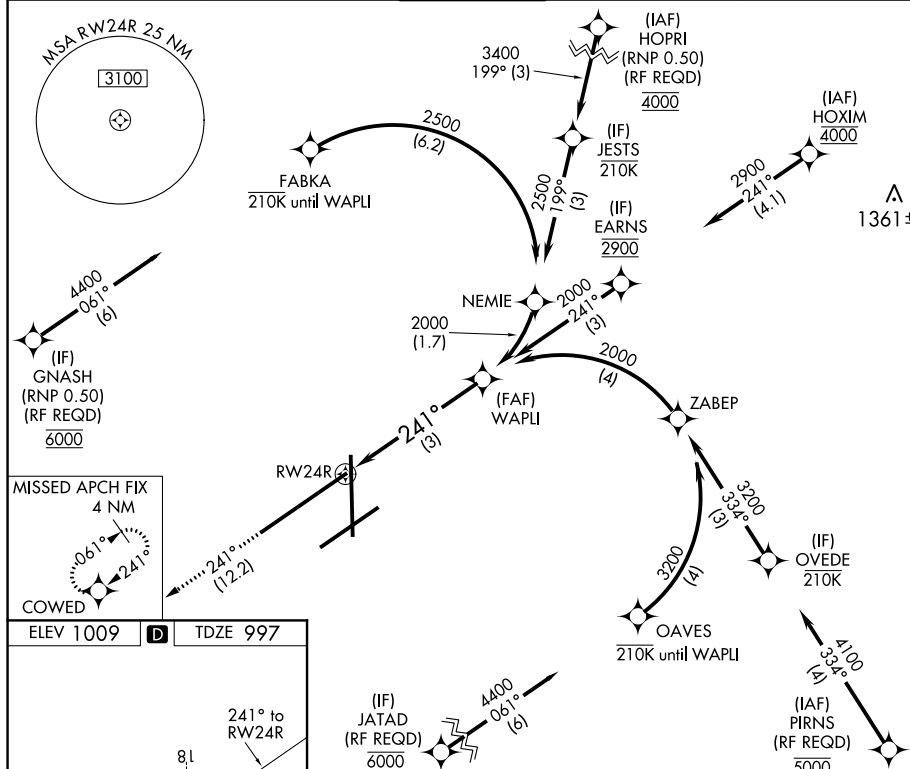 MSA RW24R 25 NM
3100
(IAF)
HOPRI
(RNP 0.50)
(RF REQD)
4000
3400
199° (3)
(IAF)
HOXIM
4000
2900
241°
(4.1)
1361±
2500
(6.2)
FABKA
210K until WAPLI
(IF)
JESTS
210K
2500
199°
(3)
(IF)
EARNS
2900
NEMIE
2000
241°
(3)
2000
(1.7)
4400
061°
(6)
(IF)
GNASH
(RNP 0.50)
(RF REQD)
6000
2000
(4)
(FAF)
WAPLI
ZABEP
241°
(3)
RW24R
MISSED APCH FIX
4 NM
061°
241°
COWED
241°
(12.2)
3200
334°
(3)
(IF)
OVEDE
210K
3200
(4)
OAVES
210K until WAPLI
ELEV 1009
D
TDZE 997
241° to
RW24R
81
(IF)
JATAD
(RF REQD)
6000
4400
061°
(6)
4100
334°
(4)
(IAF)
PIRNS
(RF REQD)
5000